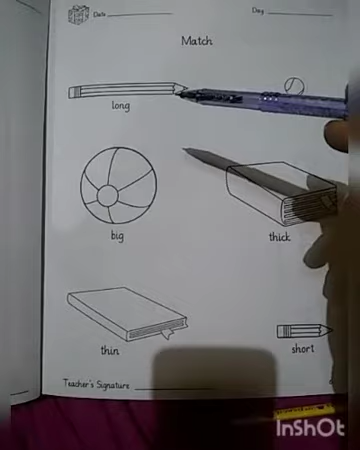 Date
Day
Match
long
big
thick
thin
short
Teacher's Signature
InShOt